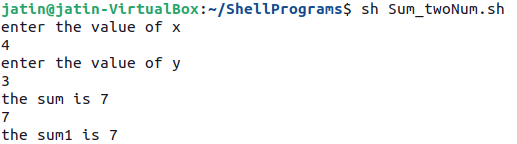 jatin@jatin-VirtualBox:~/ShellPrograms$ sh Sum_twoNum.sh
enter the value of x
4
enter the value of y
3
the sum is 7
7
the sum1 is 7